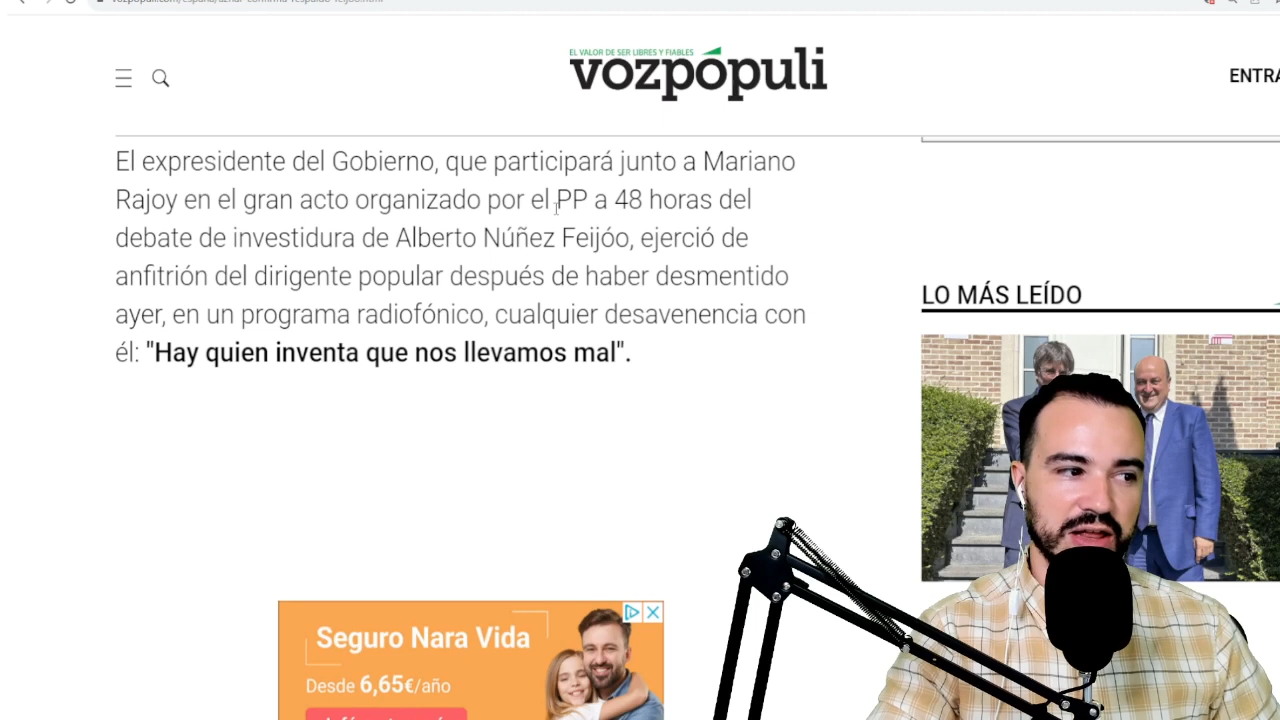 EL VALOR DE SER LIBRES Y FIABLES
vozpópuli
ENTRA
El expresidente del Gobierno, que participará junto a Mariano
Rajoy en el gran acto organizado por el PP a 48 horas del
debate de investidura de Alberto Núñez Feijóo, ejerció de
anfitrión del dirigente popular después de haber desmentido
ayer, en un programa radiofónico, cualquier desavenencia con
él: "Hay quien inventa que nos llevamos mal".
LO MÁS LEÍDO
Seguro Nara Vida
Desde 6,65€/año